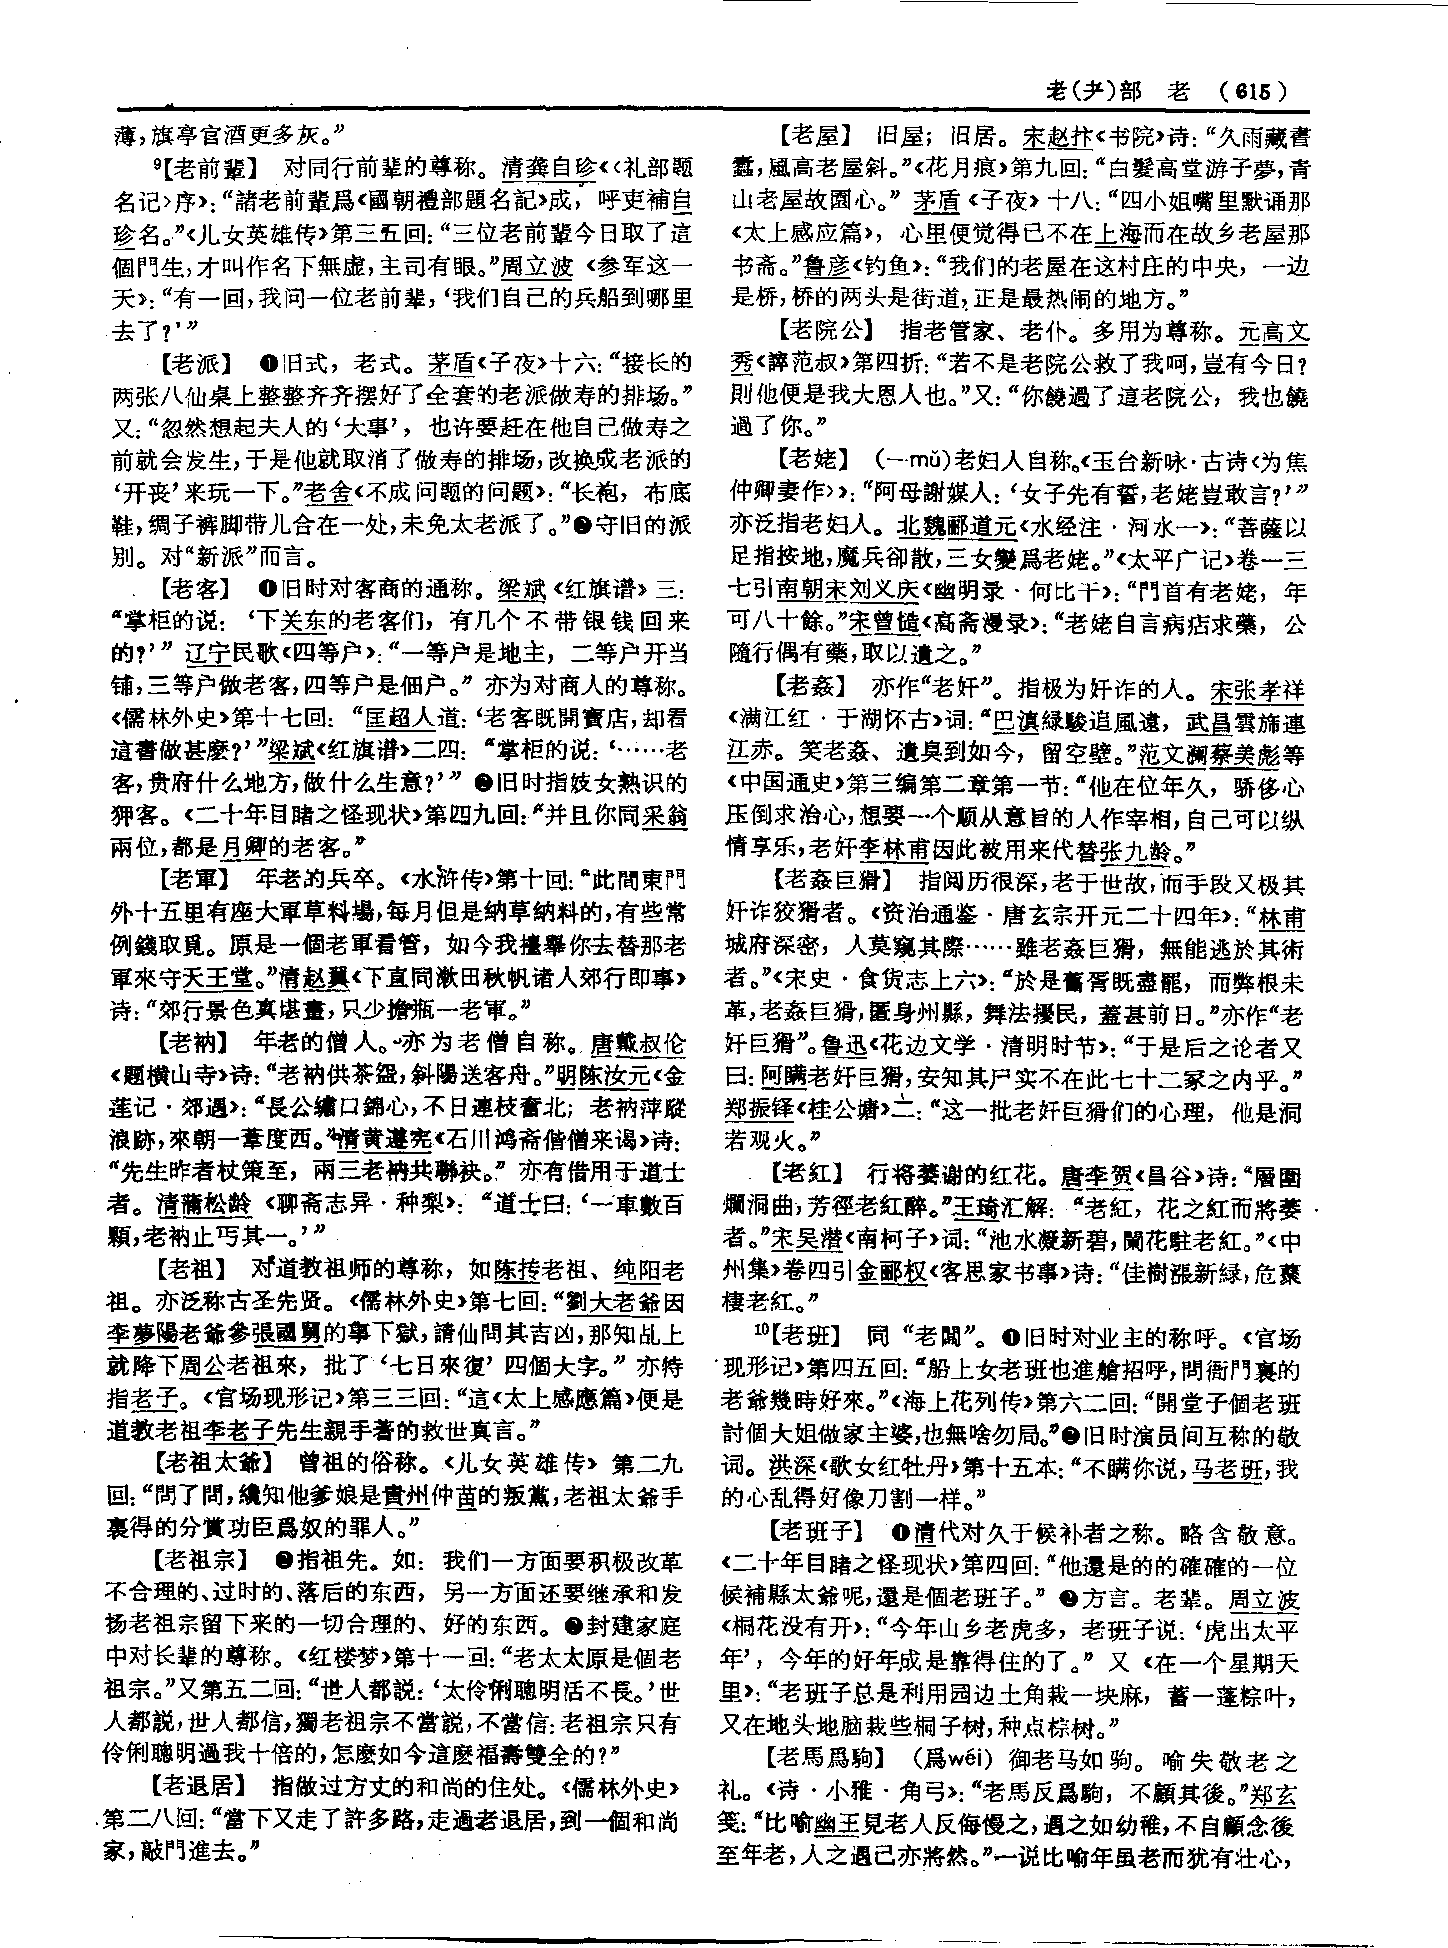 老(耂)部　老　(615)
薄，旗亭官酒更多灰。”
⁹【老前輩】　对同行前辈的尊称。清龚自珍《〈礼部题
名记〉序》：“諸老前輩爲《國朝禮部題名記》成，呼吏補自
珍名。”《儿女英雄传》第三五回：“三位老前輩今日取了這
個門生，才叫作名下無虛，主司有眼。”周立波《参军这一
天》：“有一回，我问一位老前辈，‘我们自己的兵船到哪里
去了？’”
【老派】　❶旧式，老式。茅盾《子夜》十六：“接长的
两张八仙桌上整整齐齐摆好了全套的老派做寿的排场。”
又：“忽然想起夫人的‘大事’，也许要赶在他自己做寿之
前就会发生，于是他就取消了做寿的排场，改换成老派的
‘开丧’来玩一下。”老舍《不成问题的问题》：“长袍，布底
鞋，绸子裤脚带儿合在一处，未免太老派了。”❷守旧的派
别。对“新派”而言。
【老客】　❶旧时对客商的通称。梁斌《红旗谱》三：
“掌柜的说：‘下关东的老客们，有几个不带银钱回来
的？’”辽宁民歌《四等户》：“一等户是地主，二等户开当
铺，三等户做老客，四等户是佃户。”亦为对商人的尊称。
《儒林外史》第十七回：“匡超人道：‘老客既開寶店，却看
這書做甚麽？’”梁斌《红旗谱》二四：“掌柜的说：‘……老
客，贵府什么地方，做什么生意？’”❷旧时指妓女熟识的
狎客。《二十年目睹之怪现状》第四九回：“并且你同采翁
兩位，都是月卿的老客。”
【老軍】　年老的兵卒。《水浒传》第十回：“此間東門
外十五里有座大軍草料場，每月但是納草納料的，有些常
例錢取覓。原是一個老軍看管，如今我擡舉你去替那老
軍來守天王堂。”清赵翼《下直同漱田秋帆诸人郊行即事》
诗：“郊行景色真堪畫，只少擔瓶一老軍。”
【老衲】　年老的僧人。亦为老僧自称。唐戴叔伦
《题横山寺》诗：“老衲供茶盌，斜陽送客舟。”明陈汝元《金
莲记·郊遇》：“長公繡口錦心，不日連枝奮北；老衲萍蹤
浪跡，來朝一葦度西。”清黄遵宪《石川鸿斋偕僧来谒》诗：
“先生昨者杖策至，兩三老衲共聯袂。”亦有借用于道士
者。清蒲松龄《聊斋志异·种梨》：“道士曰：‘一車數百
顆，老衲止丐其一。’”
【老祖】　对道教祖师的尊称，如陈抟老祖、纯阳老
祖。亦泛称古圣先贤。《儒林外史》第七回：“劉大老爺因
李夢陽老爺參張國舅的事下獄，請仙問其吉凶，那知乩上
就降下周公老祖來，批了‘七日來復’四個大字。”亦特
指老子。《官场现形记》第三三回：“這《太上感應篇》便是
道教老祖李老子先生親手著的救世真言。”
【老祖太爺】　曾祖的俗称。《儿女英雄传》第二九
回：“問了問，纔知他爹娘是貴州仲苗的叛黨，老祖太爺手
裏得的分賞功臣爲奴的罪人。”
【老祖宗】　❶指祖先。如：我们一方面要积极改革
不合理的、过时的、落后的东西，另一方面还要继承和发
扬老祖宗留下来的一切合理的、好的东西。❷封建家庭
中对长辈的尊称。《红楼梦》第十一回：“老太太原是個老
祖宗。”又第五二回：“世人都説：‘太伶俐聰明活不長。’世
人都説，世人都信，獨老祖宗不當説，不當信：老祖宗只有
伶俐聰明過我十倍的，怎麽如今這麽福壽雙全的？”
【老退居】　指做过方丈的和尚的住处。《儒林外史》
第二八回：“當下又走了許多路，走過老退居，到一個和尚
家，敲門進去。”
【老屋】　旧屋；旧居。宋赵抃《书院》诗：“久雨藏書
蠹，風高老屋斜。”《花月痕》第九回：“白髮高堂游子夢，青
山老屋故園心。”茅盾《子夜》十八：“四小姐嘴里默诵那
《太上感应篇》，心里便觉得已不在上海而在故乡老屋那
书斋。”鲁彦《钓鱼》：“我们的老屋在这村庄的中央，一边
是桥，桥的两头是街道，正是最热闹的地方。”
【老院公】　指老管家、老仆。多用为尊称。元高文
秀《谇范叔》第四折：“若不是老院公救了我呵，豈有今日？
則他便是我大恩人也。”又：“你饒過了這老院公，我也饒
過了你。”
【老姥】　(—mǔ)老妇人自称。《玉台新咏·古诗〈为焦
仲卿妻作〉》：“阿母謝媒人：‘女子先有誓，老姥豈敢言？’”
亦泛指老妇人。北魏郦道元《水经注·河水一》：“菩薩以
足指按地，魔兵卻散，三女變爲老姥。”《太平广记》卷一三
七引南朝宋刘义庆《幽明录·何比干》：“門首有老姥，年
可八十餘。”宋曾慥《高斋漫录》：“老姥自言病痁求藥，公
隨行偶有藥，取以遺之。”
【老姦】　亦作“老奸”。指极为奸诈的人。宋张孝祥
《满江红·于湖怀古》词：“巴滇緑駿追風遠，武昌雲旆連
江赤。笑老姦、遺臭到如今，留空壁。”范文澜蔡美彪等
《中国通史》第三编第二章第一节：“他在位年久，骄侈心
压倒求治心，想要一个顺从意旨的人作宰相，自己可以纵
情享乐，老奸李林甫因此被用来代替张九龄。”
【老姦巨猾】　指阅历很深，老于世故，而手段又极其
奸诈狡猾者。《资治通鉴·唐玄宗开元二十四年》：“林甫
城府深密，人莫窺其際……雖老姦巨猾，無能逃於其術
者。”《宋史·食货志上六》：“於是舊胥既盡罷，而弊根未
革，老姦巨猾，匿身州縣，舞法擾民，蓋甚前日。”亦作“老
奸巨猾”。鲁迅《花边文学·清明时节》：“于是后之论者又
曰：阿瞒老奸巨猾，安知其尸实不在此七十二冢之内乎。”
郑振铎《桂公塘》二：“这一批老奸巨猾们的心理，他是洞
若观火。”
【老紅】　行将萎谢的红花。唐李贺《昌谷》诗：“層圍
爛洞曲，芳徑老紅醉。”王琦汇解：“老紅，花之紅而將萎
者。”宋吴潜《南柯子》词：“池水凝新碧，闌花駐老紅。”《中
州集》卷四引金郦权《客思家书事》诗：“佳樹漲新緑，危葉
棲老紅。”
¹⁰【老班】　同“老闆”。❶旧时对业主的称呼。《官场
现形记》第四五回：“船上女老班也進艙招呼，問衙門裏的
老爺幾時好來。”《海上花列传》第六二回：“開堂子個老班
討個大姐做家主婆，也無啥勿局。”❷旧时演员间互称的敬
词。洪深《歌女红牡丹》第十五本：“不瞒你说，马老班，我
的心乱得好像刀割一样。”
【老班子】　❶清代对久于候补者之称。略含敬意。
《二十年目睹之怪现状》第四回：“他還是的的確確的一位
候補縣太爺呢，還是個老班子。”❷方言。老辈。周立波
《桐花没有开》：“今年山乡老虎多，老班子说：‘虎出太平
年’，今年的好年成是靠得住的了。”又《在一个星期天
里》：“老班子总是利用园边土角栽一块麻，蓄一蓬粽叶，
又在地头地脑栽些桐子树，种点棕树。”
【老馬爲駒】　(爲wéi)御老马如驹。喻失敬老之
礼。《诗·小雅·角弓》：“老馬反爲駒，不顧其後。”郑玄
笺：“比喻幽王見老人反侮慢之，遇之如幼稚，不自顧念後
至年老，人之遇己亦將然。”一说比喻年虽老而犹有壮心，